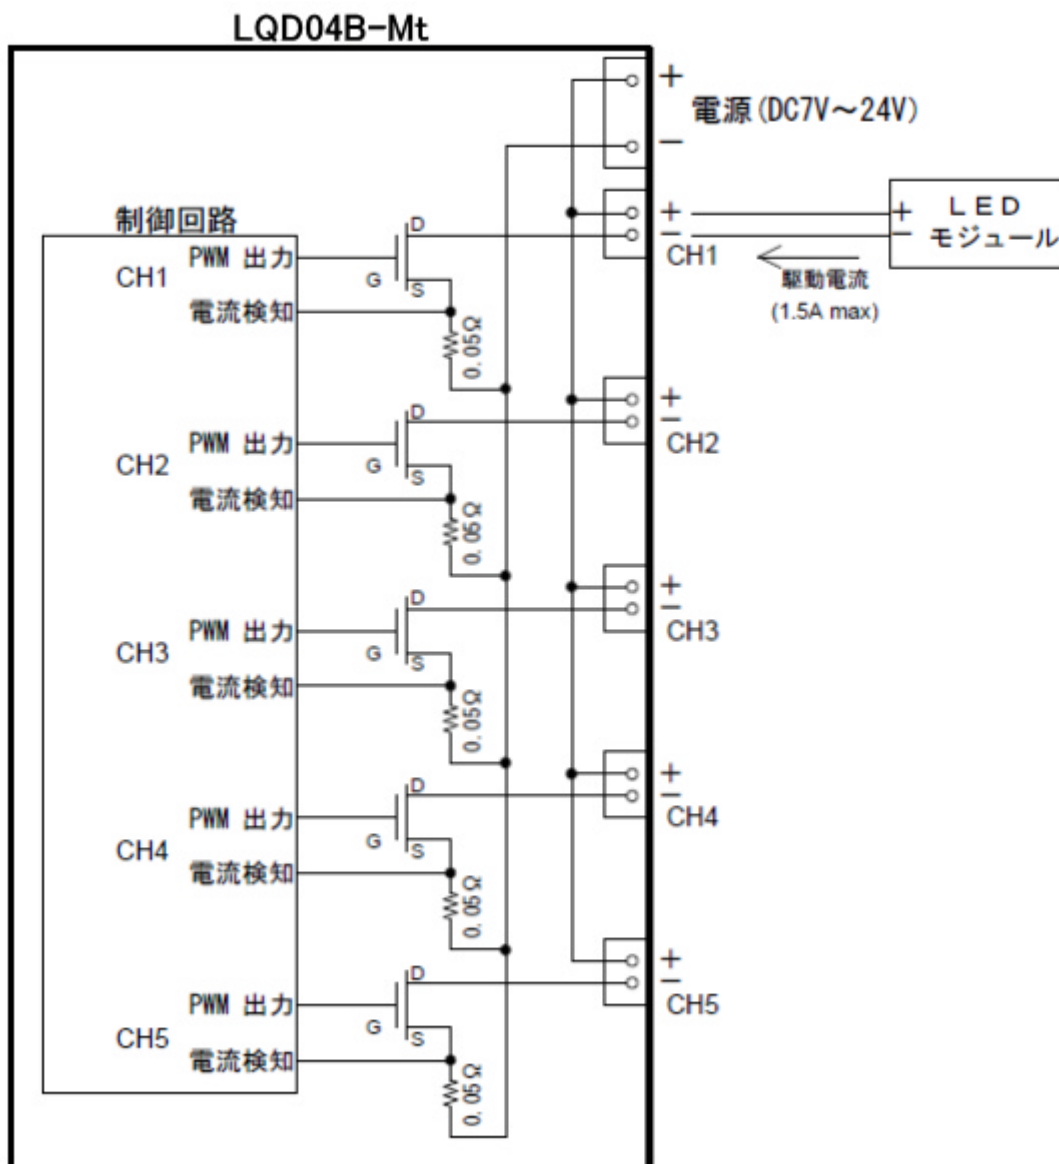 LQD04B-Mt
+
電源(DC7V～24V)
−
制御回路
CH1
PWM 出力
電流検知
G
D
S
0.05Ω
+
−
CH1
駆動電流
(1.5A max)
+
−
LED
モジュール
CH2
PWM 出力
電流検知
G
D
S
0.05Ω
+
−
CH2
CH3
PWM 出力
電流検知
G
D
S
0.05Ω
+
−
CH3
CH4
PWM 出力
電流検知
G
D
S
0.05Ω
+
−
CH4
CH5
PWM 出力
電流検知
G
D
S
0.05Ω
+
−
CH5